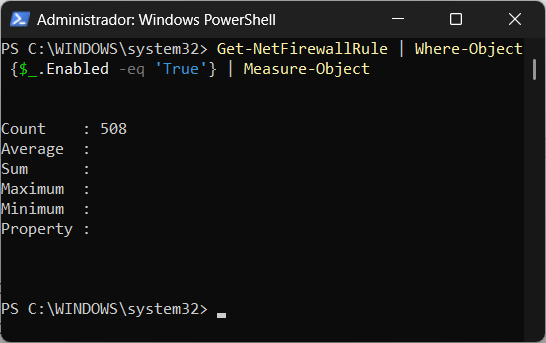 Administrador: Windows PowerShell
PS C:\WINDOWS\system32> Get-NetFirewallRule | Where-Object
{$_.Enabled -eq 'True'} | Measure-Object
Count    : 508
Average  :
Sum      :
Maximum  :
Minimum  :
Property :
PS C:\WINDOWS\system32>